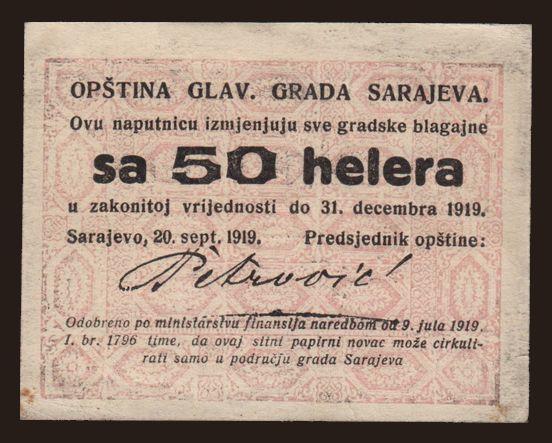 OPŠTINA GLAV. GRADA SARAJEVA.
Ovu naputnicu izmjenjuju sve gradske blagajne
sa 50 helera
u zakonitoj vrijednosti do 31. decembra 1919.
Sarajevo, 20. sept. 1919. Predsjednik opštine:
Petrović
Odobreno po ministarstvu finansija naredbom od 9. jula 1919.
I. br. 1796 time, da ovaj sitni papirni novac može cirkuli-
rati samo u području grada Sarajeva